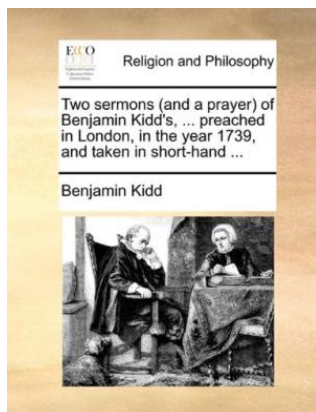 ECCO
Religion and Philosophy
Two sermons (and a prayer) of
Benjamin Kidd's, ... preached
in London, in the year 1739,
and taken in short-hand ...
Benjamin Kidd